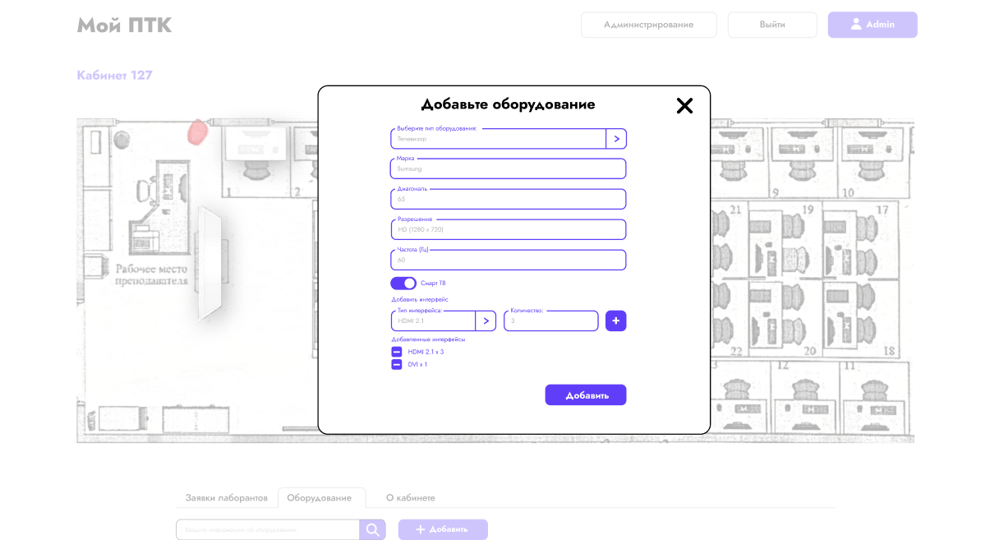 Мой ПТК
Администрирование
Выйти
Admin
Кабинет 127
Добавьте оборудование
Выберите тип оборудования:
Телевизор
>
Марка
Sumsung
Диагональ
65
Разрешение
HD (1280 x 720)
Частота (Гц)
60
Смарт ТВ
Добавить интерфейс
Тип интерфейса:
HDMI 2.1
>
Количество:
3
+
Добавленные интерфейсы
HDMI 2.1 x 3
DVI x 1
Добавить
Рабочее место
преподавателя
1
2
9
10
21
19
17
22
20
18
3
12
11
Заявки лаборантов
Оборудование
О кабинете
Введите информацию об оборудовании
+ Добавить